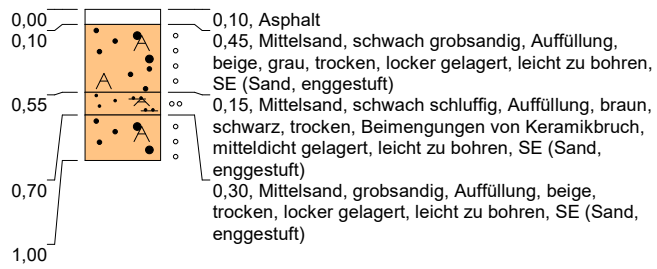 0,00
0,10, Asphalt
0,10
0,45, Mittelsand, schwach grobsandig, Auffüllung,
beige, grau, trocken, locker gelagert, leicht zu bohren,
SE (Sand, enggestuft)
A
A
0,55
0,15, Mittelsand, schwach schluffig, Auffüllung, braun,
schwarz, trocken, Beimengungen von Keramikbruch,
mitteldicht gelagert, leicht zu bohren, SE (Sand,
enggestuft)
A
0,70
0,30, Mittelsand, grobsandig, Auffüllung, beige,
trocken, locker gelagert, leicht zu bohren, SE (Sand,
enggestuft)
A
1,00